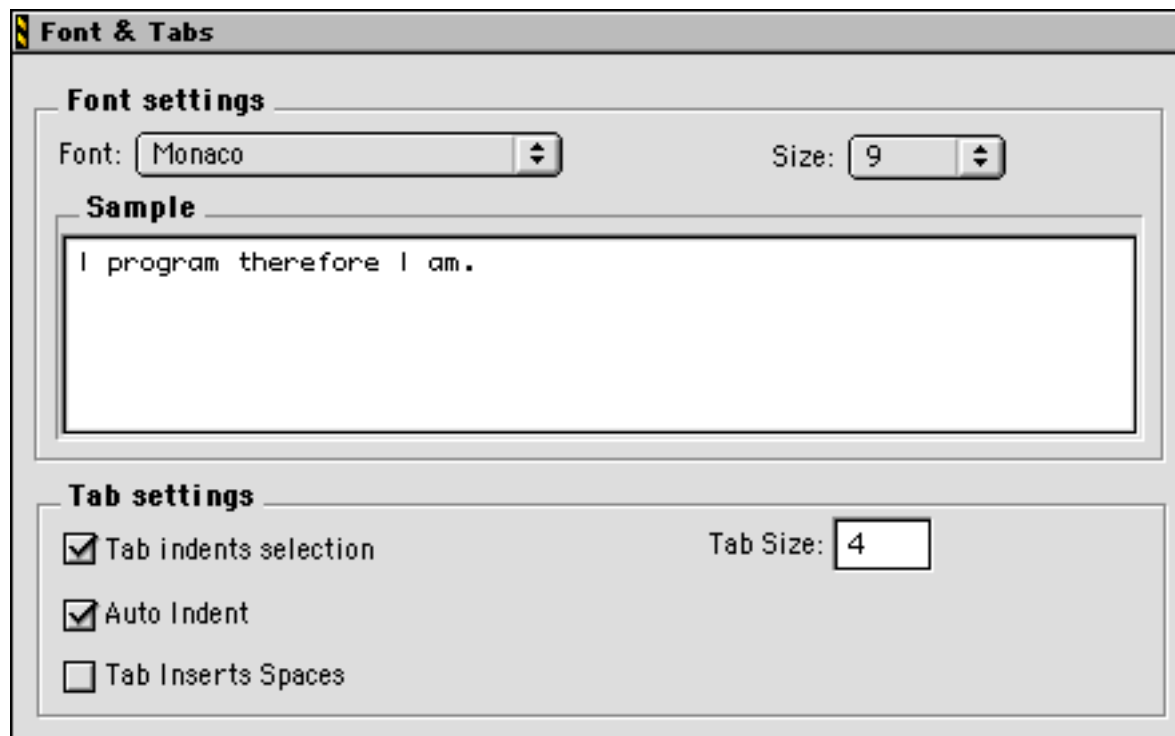 Font & Tabs
Font settings
Font: Monaco Size: 9
Sample
I program therefore I am.
Tab settings
Tab indents selection Tab Size: 4
Auto Indent
Tab Inserts Spaces